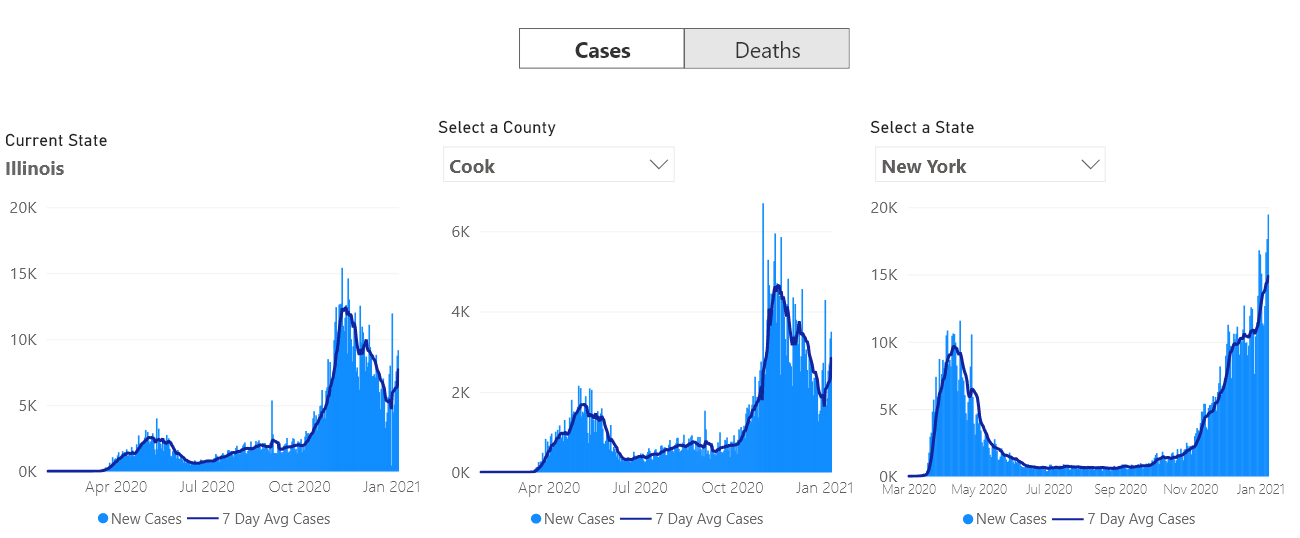 Cases Deaths
Current State
Illinois
20K
15K
10K
5K
0K
Apr 2020 Jul 2020 Oct 2020 Jan 2021
New Cases 7 Day Avg Cases
Select a County
Cook
6K
4K
2K
0K
Apr 2020 Jul 2020 Oct 2020 Jan 2021
New Cases 7 Day Avg Cases
Select a State
New York
20K
15K
10K
5K
0K
Mar 2020 May 2020 Jul 2020 Sep 2020 Nov 2020 Jan 2021
New Cases 7 Day Avg Cases